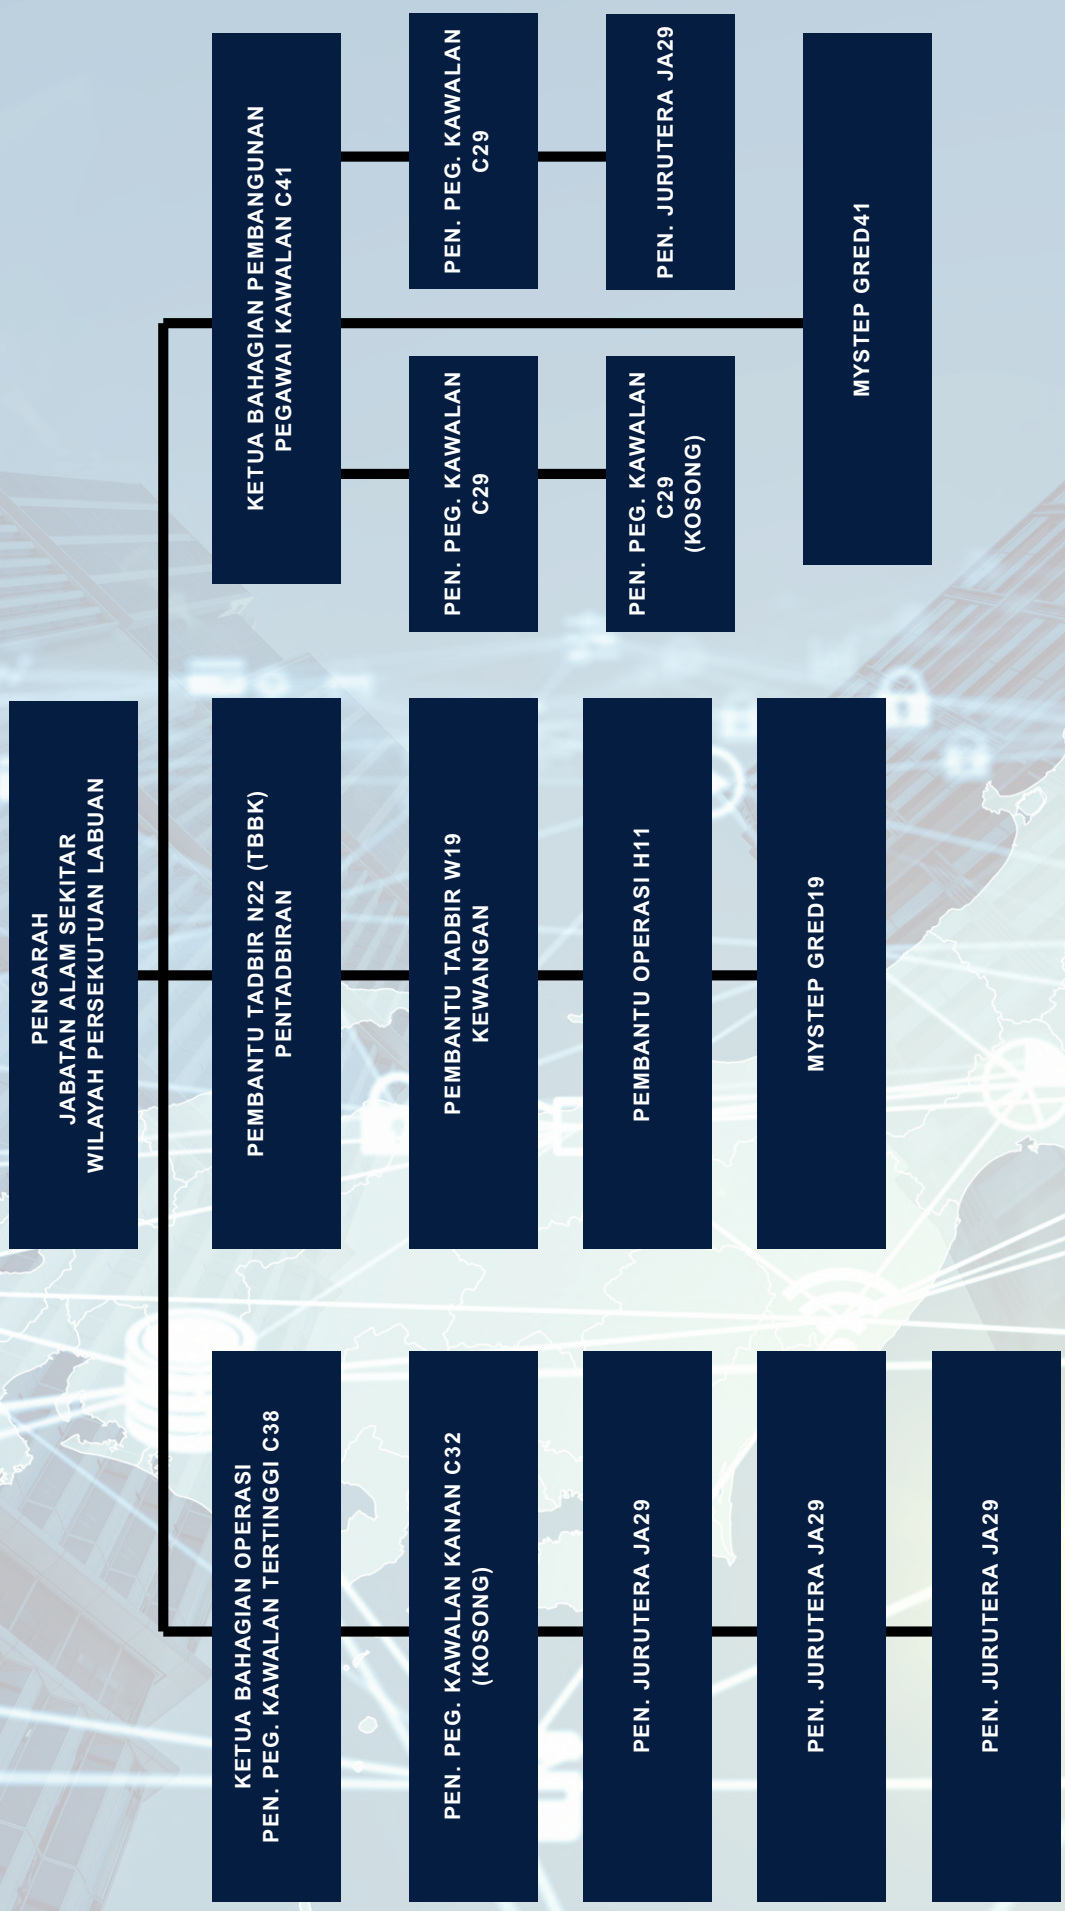 PENGARAH
JABATAN ALAM SEKITAR
WILAYAH PERSEKUTUAN LABUAN
KETUA BAHAGIAN OPERASI
PEN. PEG. KAWALAN TERTINGGI C38
PEN. PEG. KAWALAN KANAN C32
(KOSONG)
PEN. JURUTERA JA29
PEN. JURUTERA JA29
PEN. JURUTERA JA29
PEMBANTU TADBIR N22 (TBBK)
PENTADBIRAN
PEMBANTU TADBIR W19
KEWANGAN
PEMBANTU OPERASI H11
MYSTEP GRED19
KETUA BAHAGIAN PEMBANGUNAN
PEGAWAI KAWALAN C41
PEN. PEG. KAWALAN
C29
PEN. PEG. KAWALAN
C29
(KOSONG)
PEN. PEG. KAWALAN
C29
PEN. JURUTERA JA29
MYSTEP GRED41